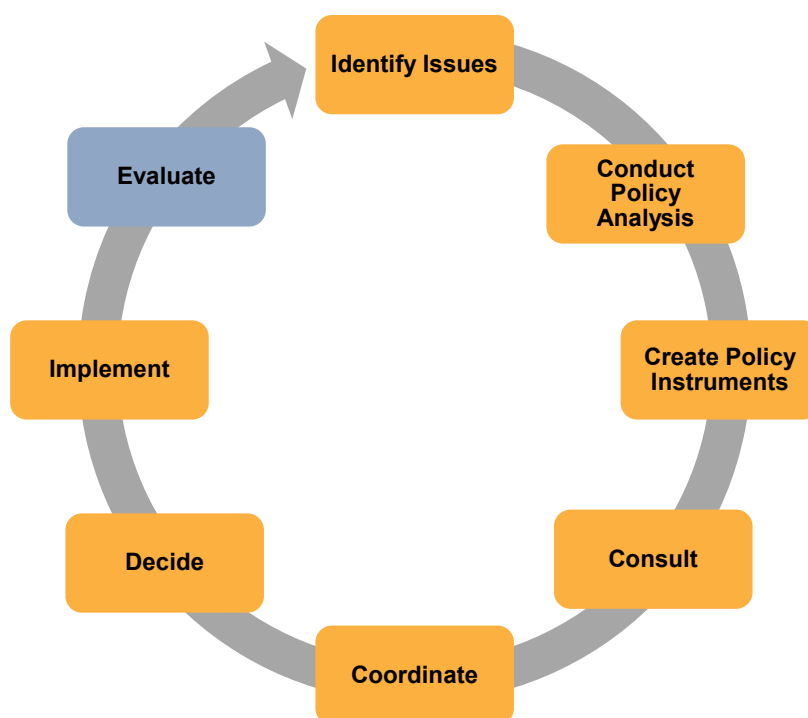 Identify Issues
Conduct
Policy
Analysis
Create Policy
Instruments
Consult
Coordinate
Decide
Implement
Evaluate